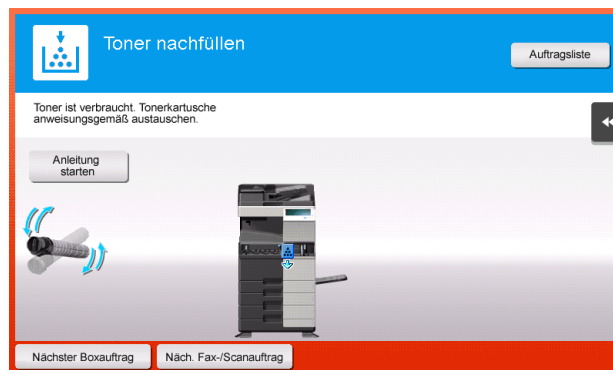 Toner nachfüllen
Auftragsliste
Toner ist verbraucht. Tonerkartusche
anweisungsgemäß austauschen.
Anleitung
starten
Nächster Boxauftrag
Näch. Fax-/Scanauftrag